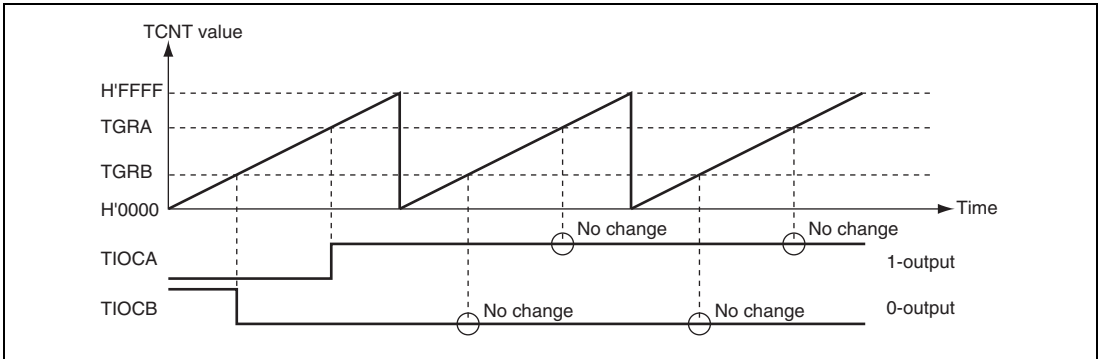 TCNT value
H'FFFF
TGRA
TGRB
H'0000
Time
No change
No change
TIOCA
1-output
No change
No change
TIOCB
0-output